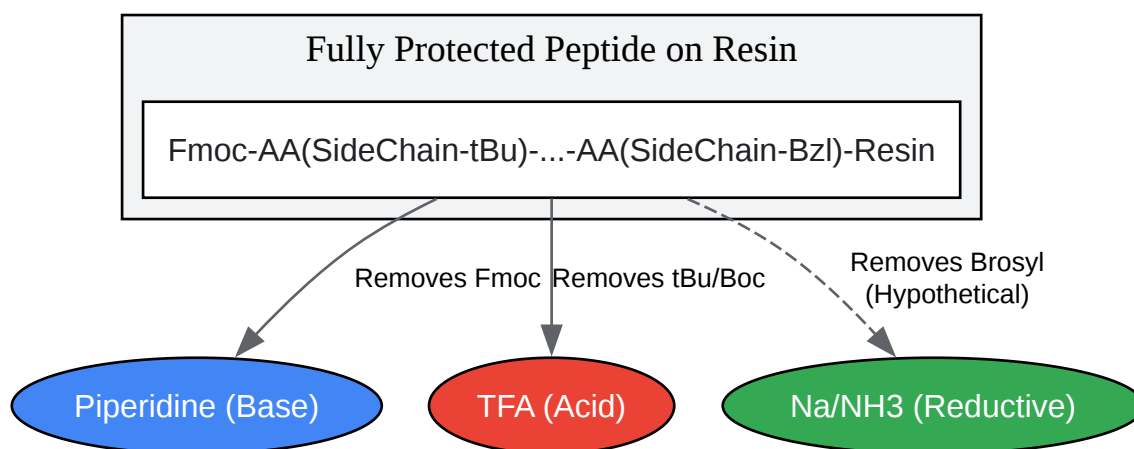 Fully Protected Peptide on Resin
Fmoc-AA(SideChain-tBu)-...-AA(SideChain-Bzl)-Resin
Removes Fmoc
Removes tBu/Boc
Removes Brosyl
(Hypothetical)
Piperidine (Base)
TFA (Acid)
Na/NH3 (Reductive)